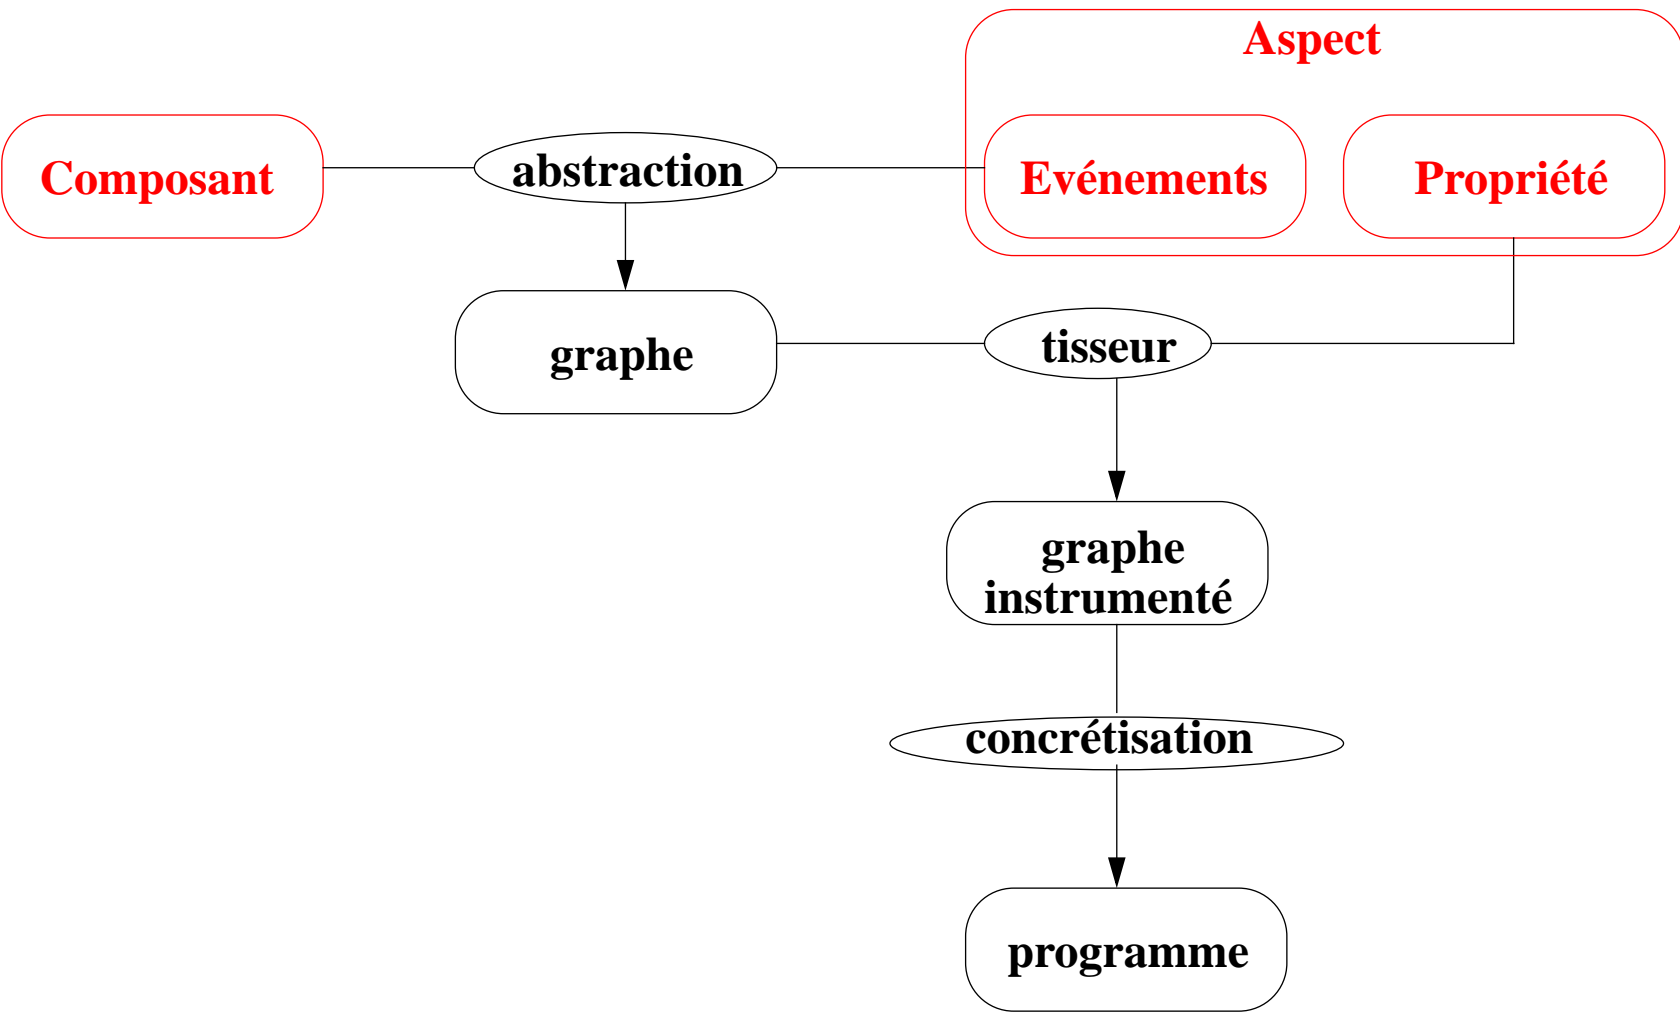 Aspect
Composant
abstraction
Evénements
Propriété
graphe
tisseur
graphe
instrumenté
concrétisation
programme